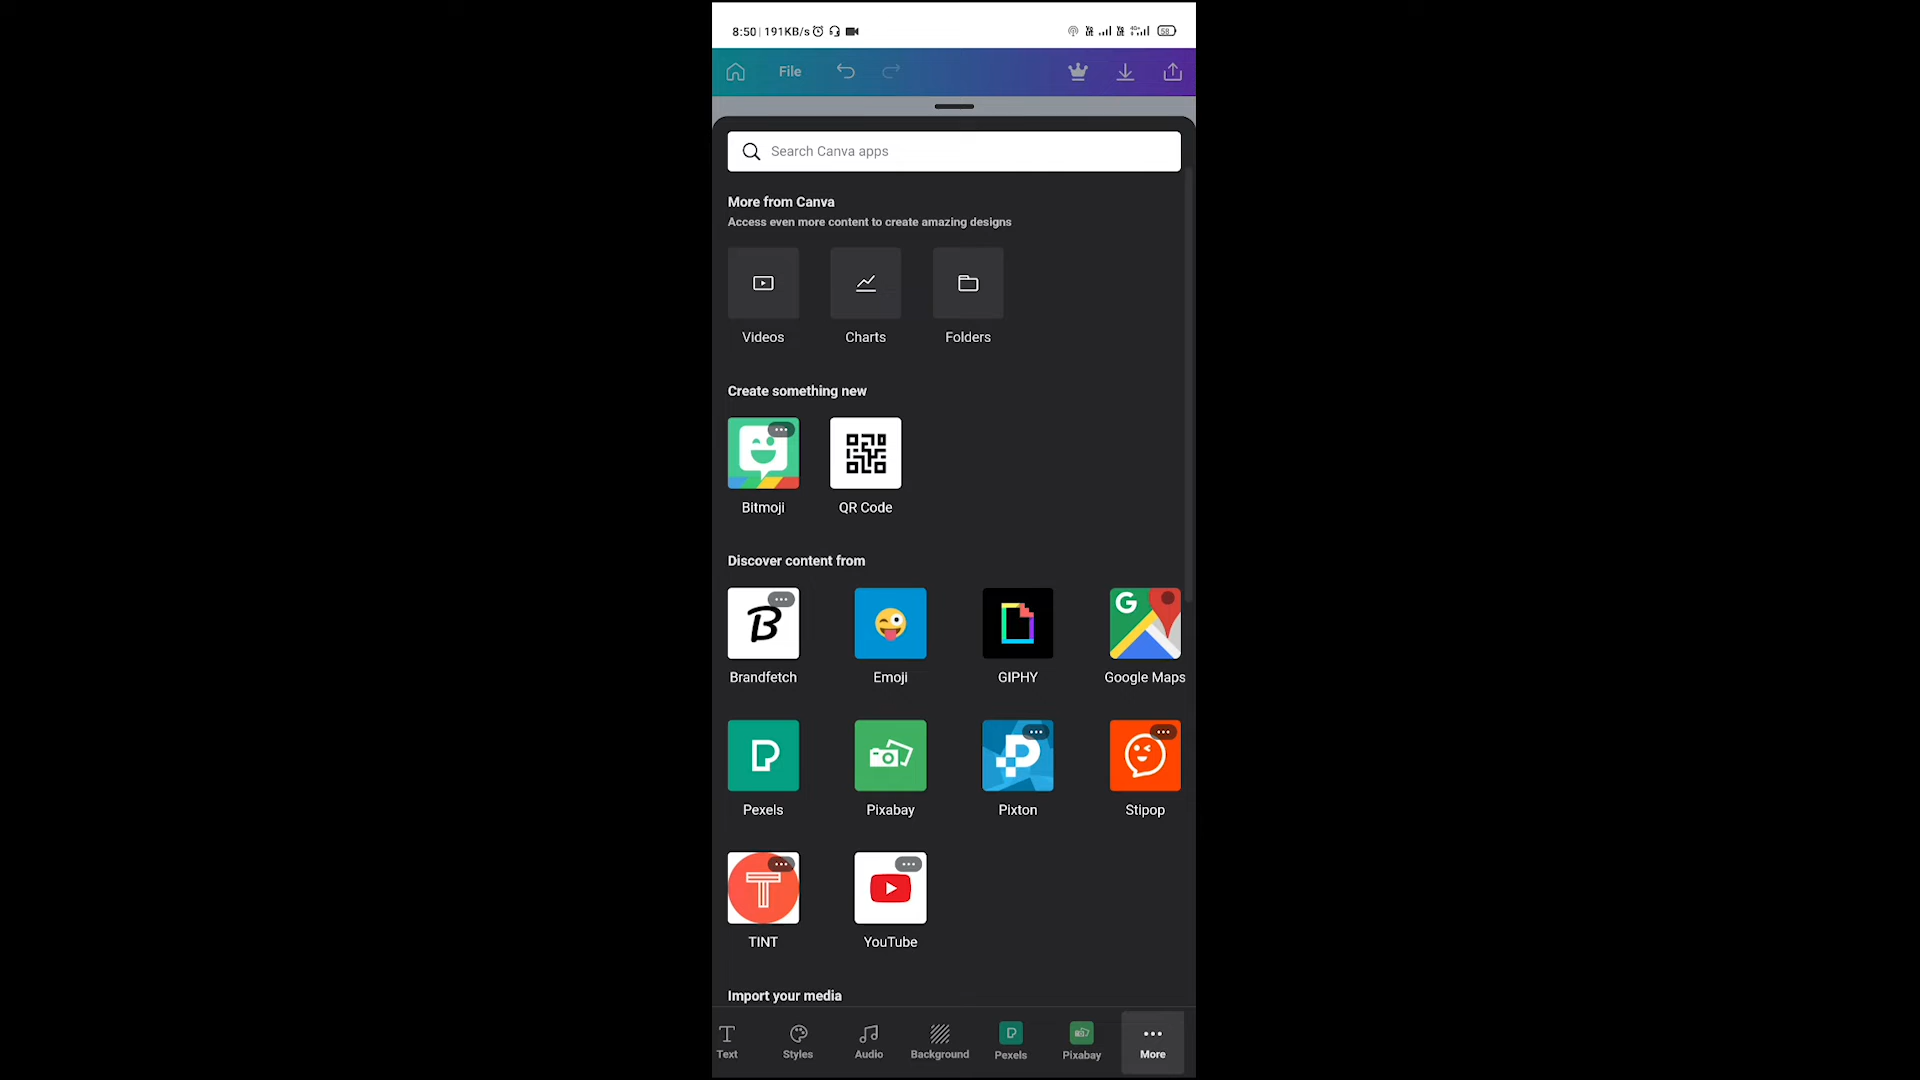 8:50 191KB/s 58
File
Search Canva apps
More from Canva
Access even more content to create amazing designs
Videos Charts Folders
Create something new
Bitmoji QR Code
Discover content from
Brandfetch Emoji GIPHY Google Maps
Pexels Pixabay Pixton Stipop
TINT YouTube
Import your media
Text Styles Audio Background Pexels Pixabay More